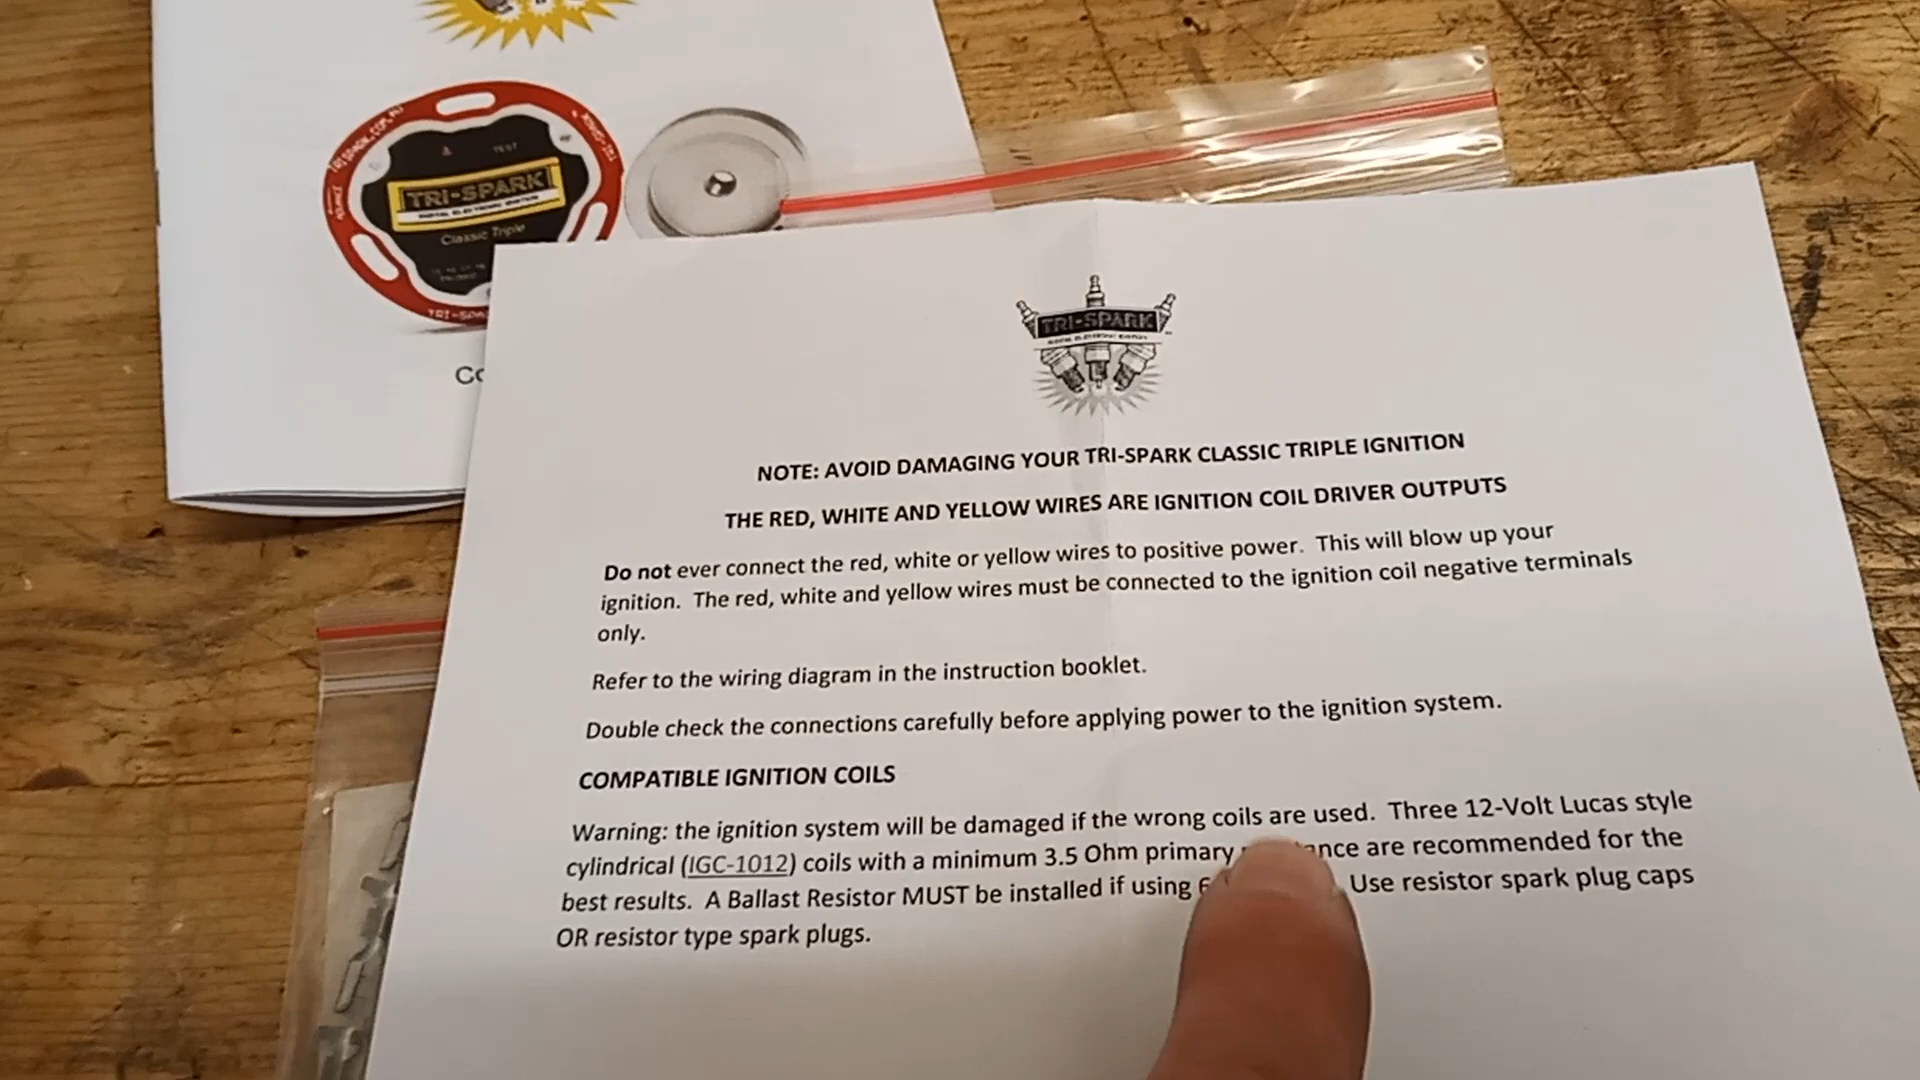 TRI-SPARK
Classic Triple
TEST
TRI-SPARK
NOTE: AVOID DAMAGING YOUR TRI-SPARK CLASSIC TRIPLE IGNITION
THE RED, WHITE AND YELLOW WIRES ARE IGNITION COIL DRIVER OUTPUTS
Do not ever connect the red, white or yellow wires to positive power. This will blow up your
ignition. The red, white and yellow wires must be connected to the ignition coil negative terminals
only.
Refer to the wiring diagram in the instruction booklet.
Double check the connections carefully before applying power to the ignition system.
COMPATIBLE IGNITION COILS
Warning: the ignition system will be damaged if the wrong coils are used. Three 12-Volt Lucas style
cylindrical (IGC-1012) coils with a minimum 3.5 Ohm primary are recommended for the
best results. A Ballast Resistor MUST be installed if using Use resistor spark plug caps
OR resistor type spark plugs.